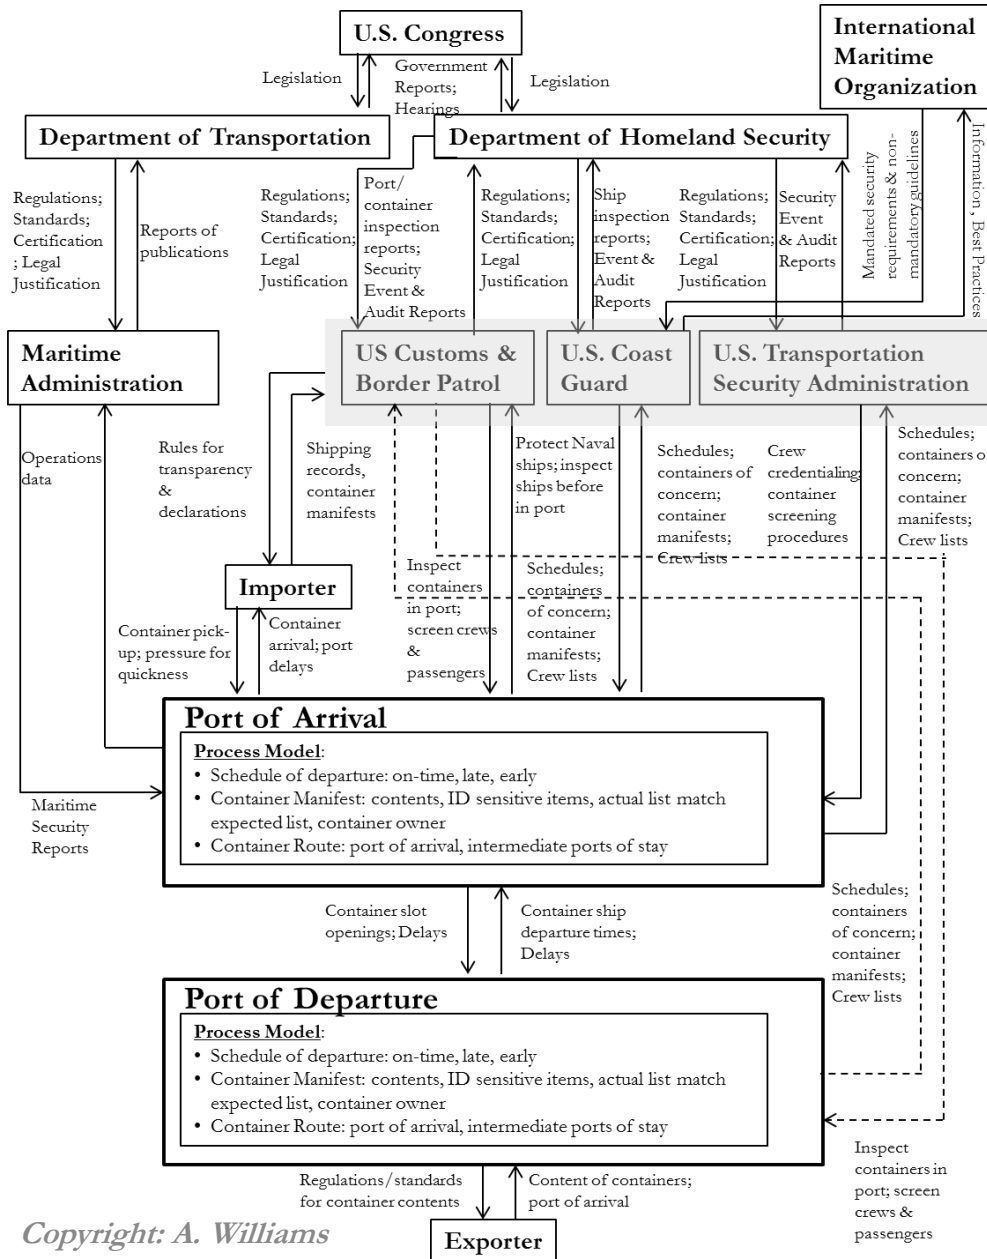 U.S. Congress
International
Maritime
Organization
Legislation
Government
Reports;
Hearings
Legislation
Department of Transportation
Department of Homeland Security
Regulations;
Standards;
Certification
; Legal
Justification
Reports of
publications
Regulations;
Standards;
Certification;
Legal
Justification
Port/
container
inspection
reports;
Security
Event &
Audit Reports
Regulations;
Standards;
Certification;
Legal
Justification
Ship
inspection
reports;
Event &
Audit
Reports
Regulations;
Standards;
Certification;
Legal
Justification
Security
Event
& Audit
Reports
Mandated security
requirements & non-
mandatory guidelines
Information , Best Practices
Maritime
Administration
US Customs &
Border Patrol
U.S. Coast
Guard
U.S. Transportation
Security Administration
Operations
data
Rules for
transparency
&
declarations
Shipping
records,
container
manifests
Protect Naval
ships; inspect
ships before
in port
Schedules;
containers of
concern;
container
manifests;
Crew lists
Crew
credentialing;
container
screening
procedures
Schedules;
containers of
concern;
container
manifests;
Crew lists
Importer
Inspect
containers
in port;
screen crews
&
passengers
Schedules;
containers
of concern;
container
manifests;
Crew lists
Container pick-
up; pressure for
quickness
Container
arrival; port
delays
Port of Arrival
Process Model:
• Schedule of departure: on-time, late, early
• Container Manifest: contents, ID sensitive items, actual list match
expected list, container owner
• Container Route: port of arrival, intermediate ports of stay
Maritime
Security
Reports
Container slot
openings; Delays
Container ship
departure times;
Delays
Schedules;
containers
of concern;
container
manifests;
Crew lists
Port of Departure
Process Model:
• Schedule of departure: on-time, late, early
• Container Manifest: contents, ID sensitive items, actual list match
expected list, container owner
• Container Route: port of arrival, intermediate ports of stay
Inspect
containers in
port; screen
crews &
passengers
Regulations/standards
for container contents
Content of containers;
port of arrival
Exporter
Copyright: A. Williams